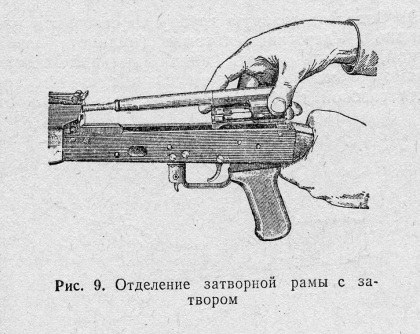 Рис. 9. Отделение затворной рамы с за-
твором